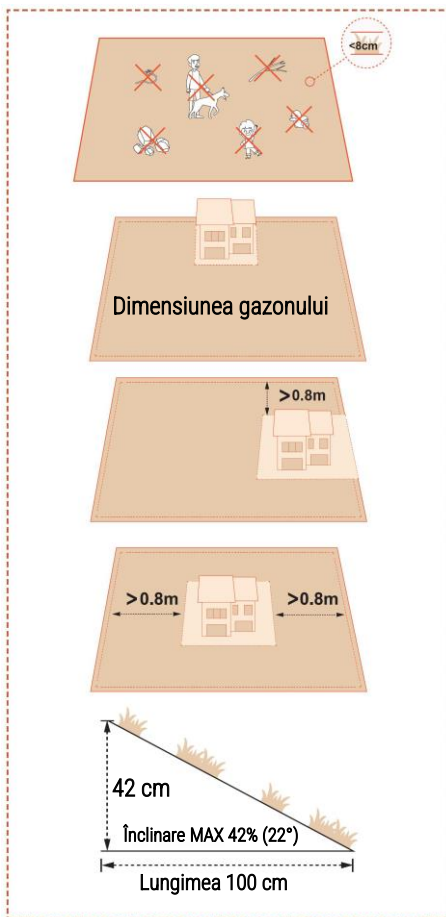 <8cm
Dimensiunea gazonului
>0.8m
>0.8m >0.8m
42 cm
Înclinare MAX 42% (22°)
Lungimea 100 cm